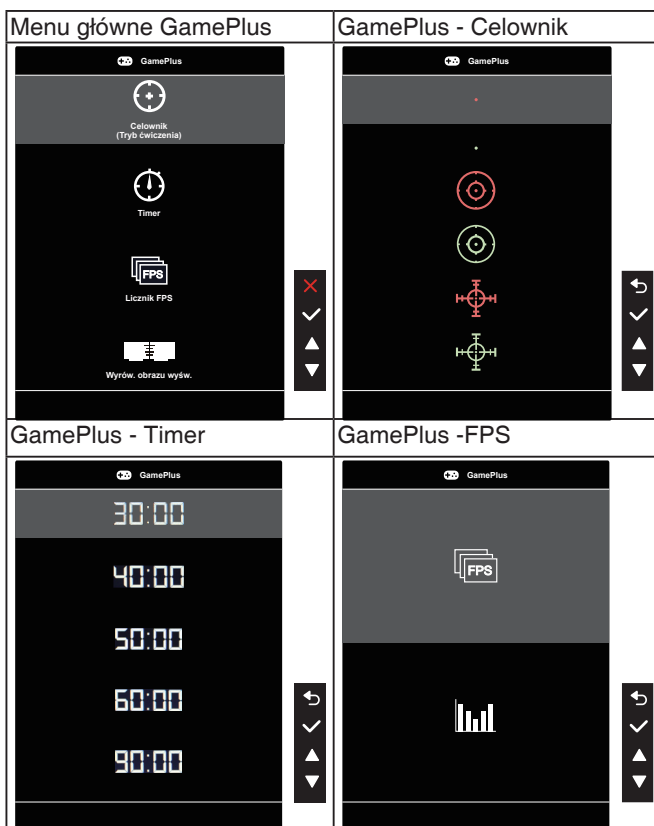 Menu główne GamePlus
GamePlus - Celownik
GamePlus
Celownik
(Tryb ćwiczenia)
Timer
FPS
Licznik FPS
Wyrów. obrazu wyśw.
GamePlus
GamePlus - Timer
GamePlus -FPS
GamePlus
30:00
40:00
50:00
60:00
90:00
GamePlus
FPS